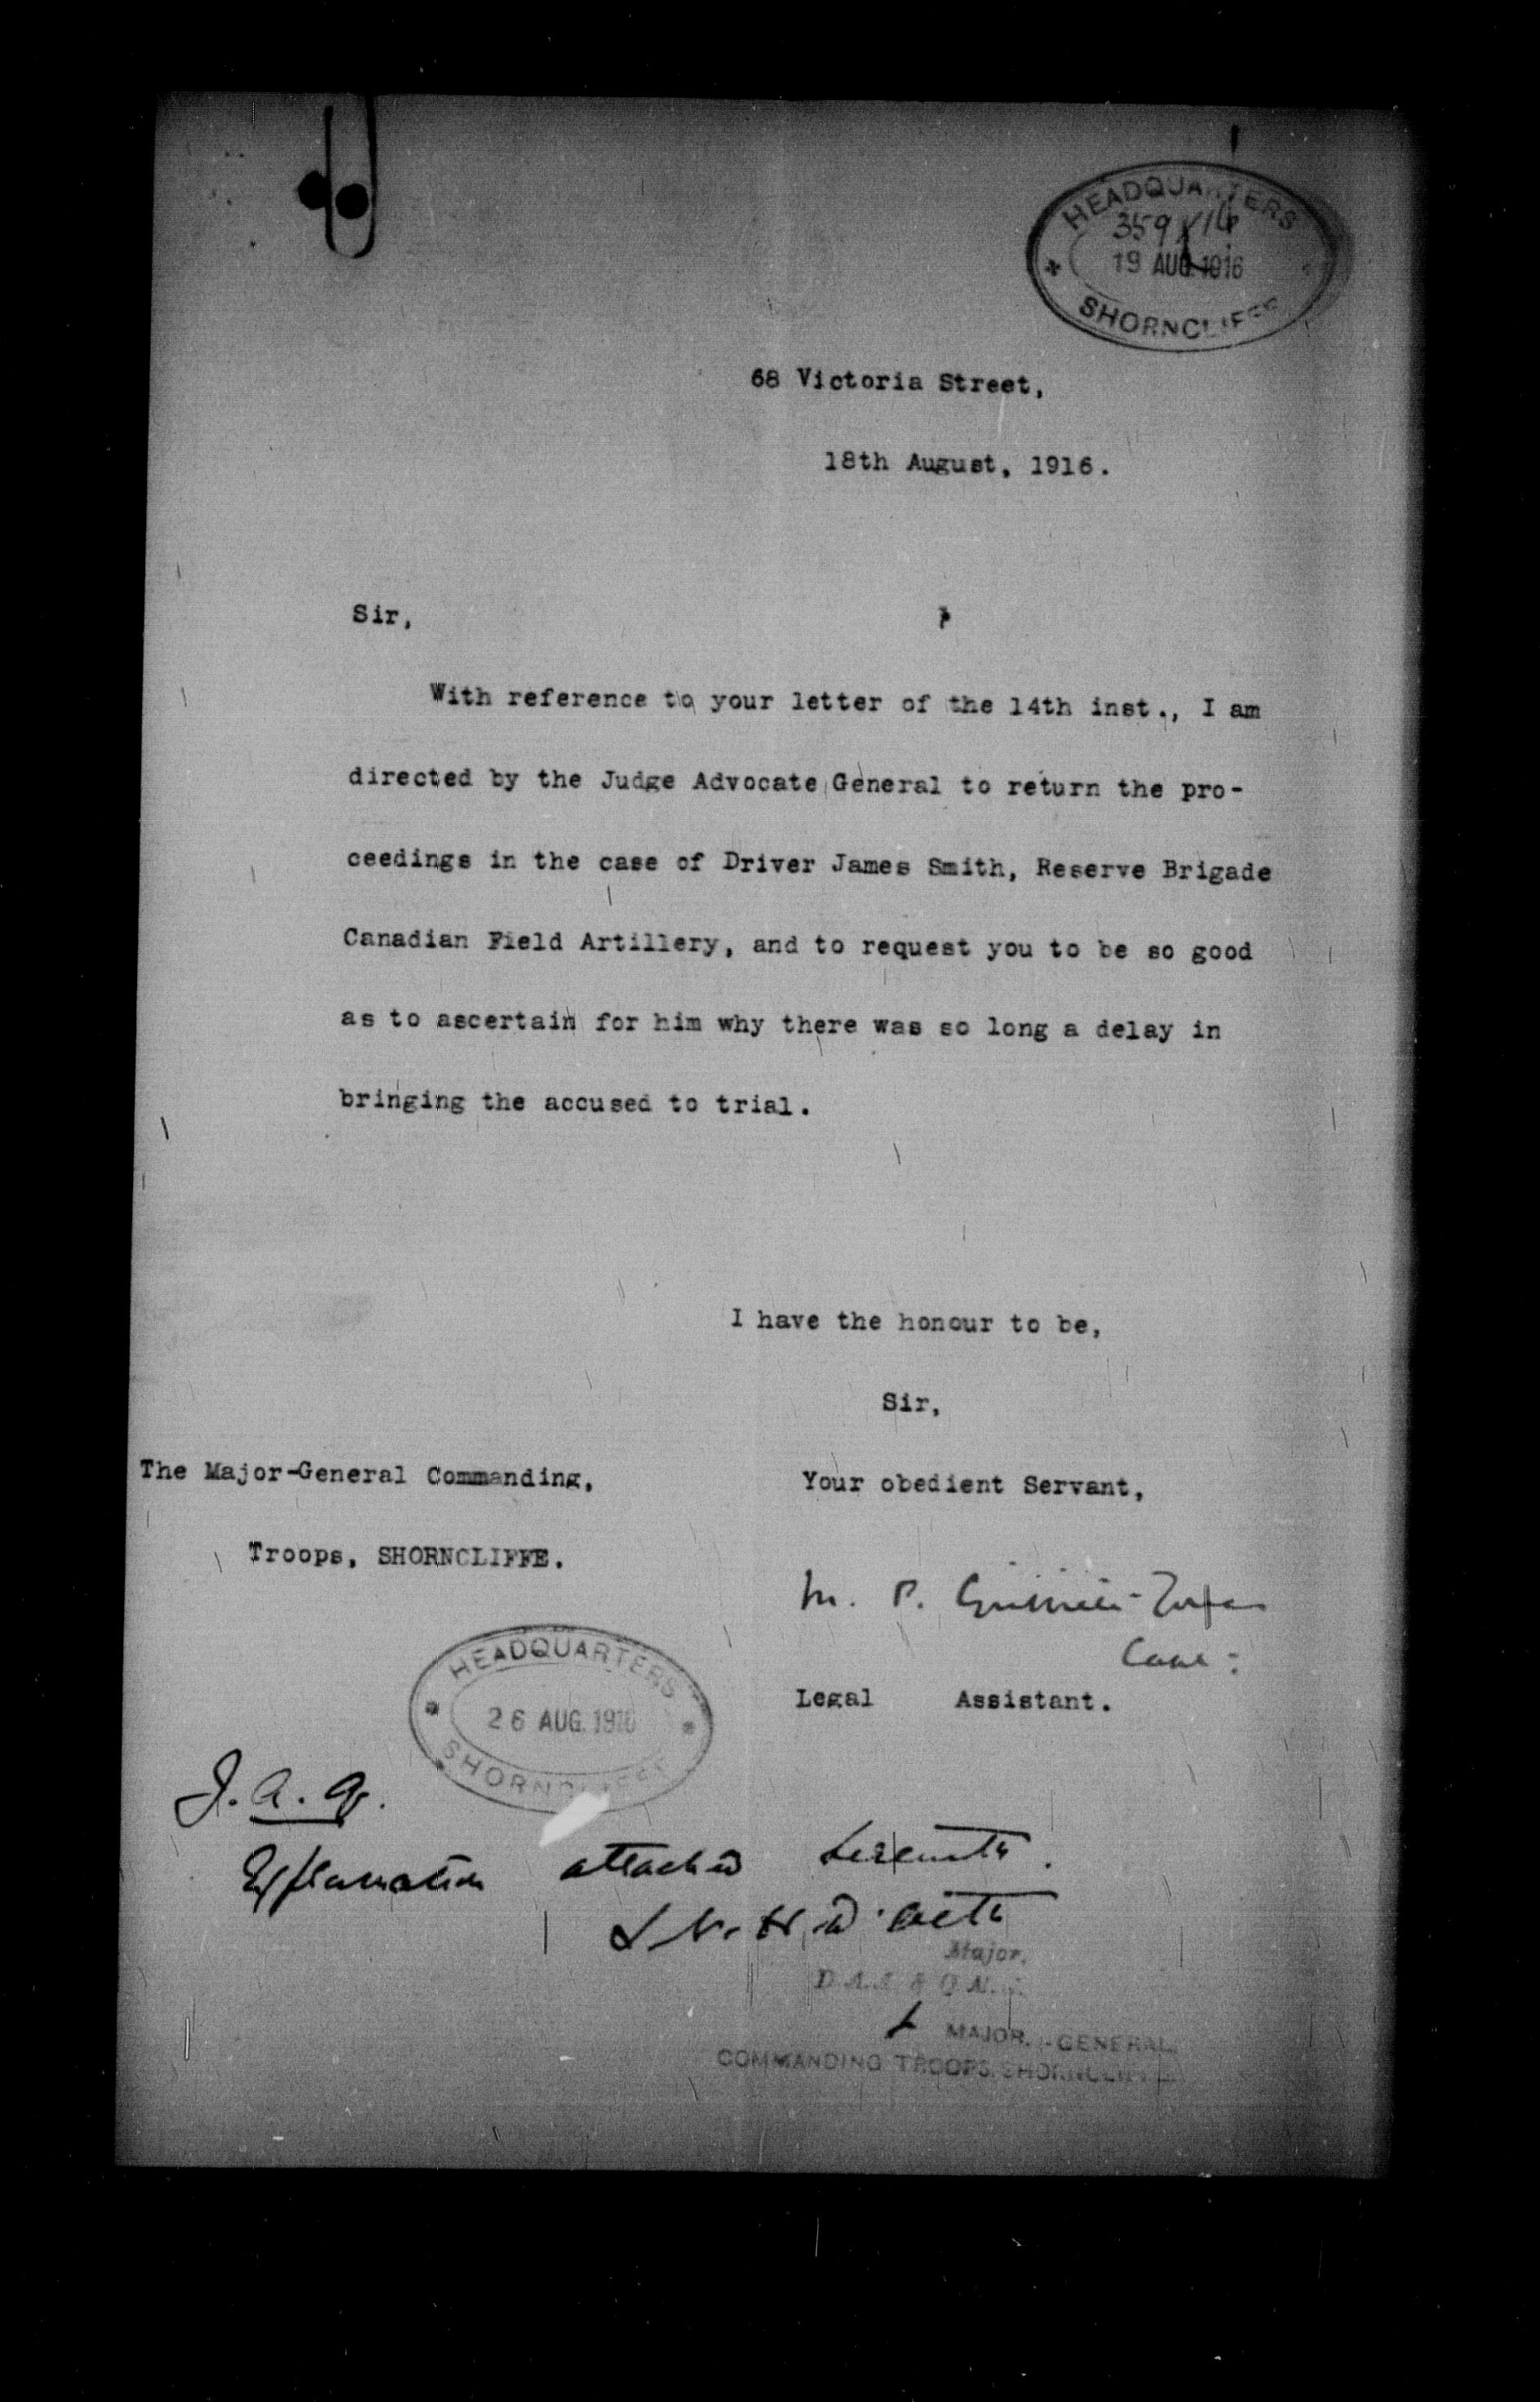 HEADQUARTERS
359
19 AUG. 1916
SHORNCLIFFE
68 Victoria Street,
18th August, 1916.
Sir,
With reference to your letter of the 14th inst., I am
directed by the Judge Advocate General to return the pro-
ceedings in the case of Driver James Smith, Reserve Brigade
Canadian Field Artillery, and to request you to be so good
as to ascertain for him why there was so long a delay in
bringing the accused to trial.
I have the honour to be,
Sir,
The Major-General Commanding,
Your obedient Servant,
Troops, SHORNCLIFFE.
M. P.
Legal Assistant.
HEADQUARTERS
26 AUG. 1916
SHORNCLIFFE
J.A.G.
Explanation attached herewith.
Major.
MAJOR.-GENERAL,
COMMANDING TROOPS, SHORNCLIFFE